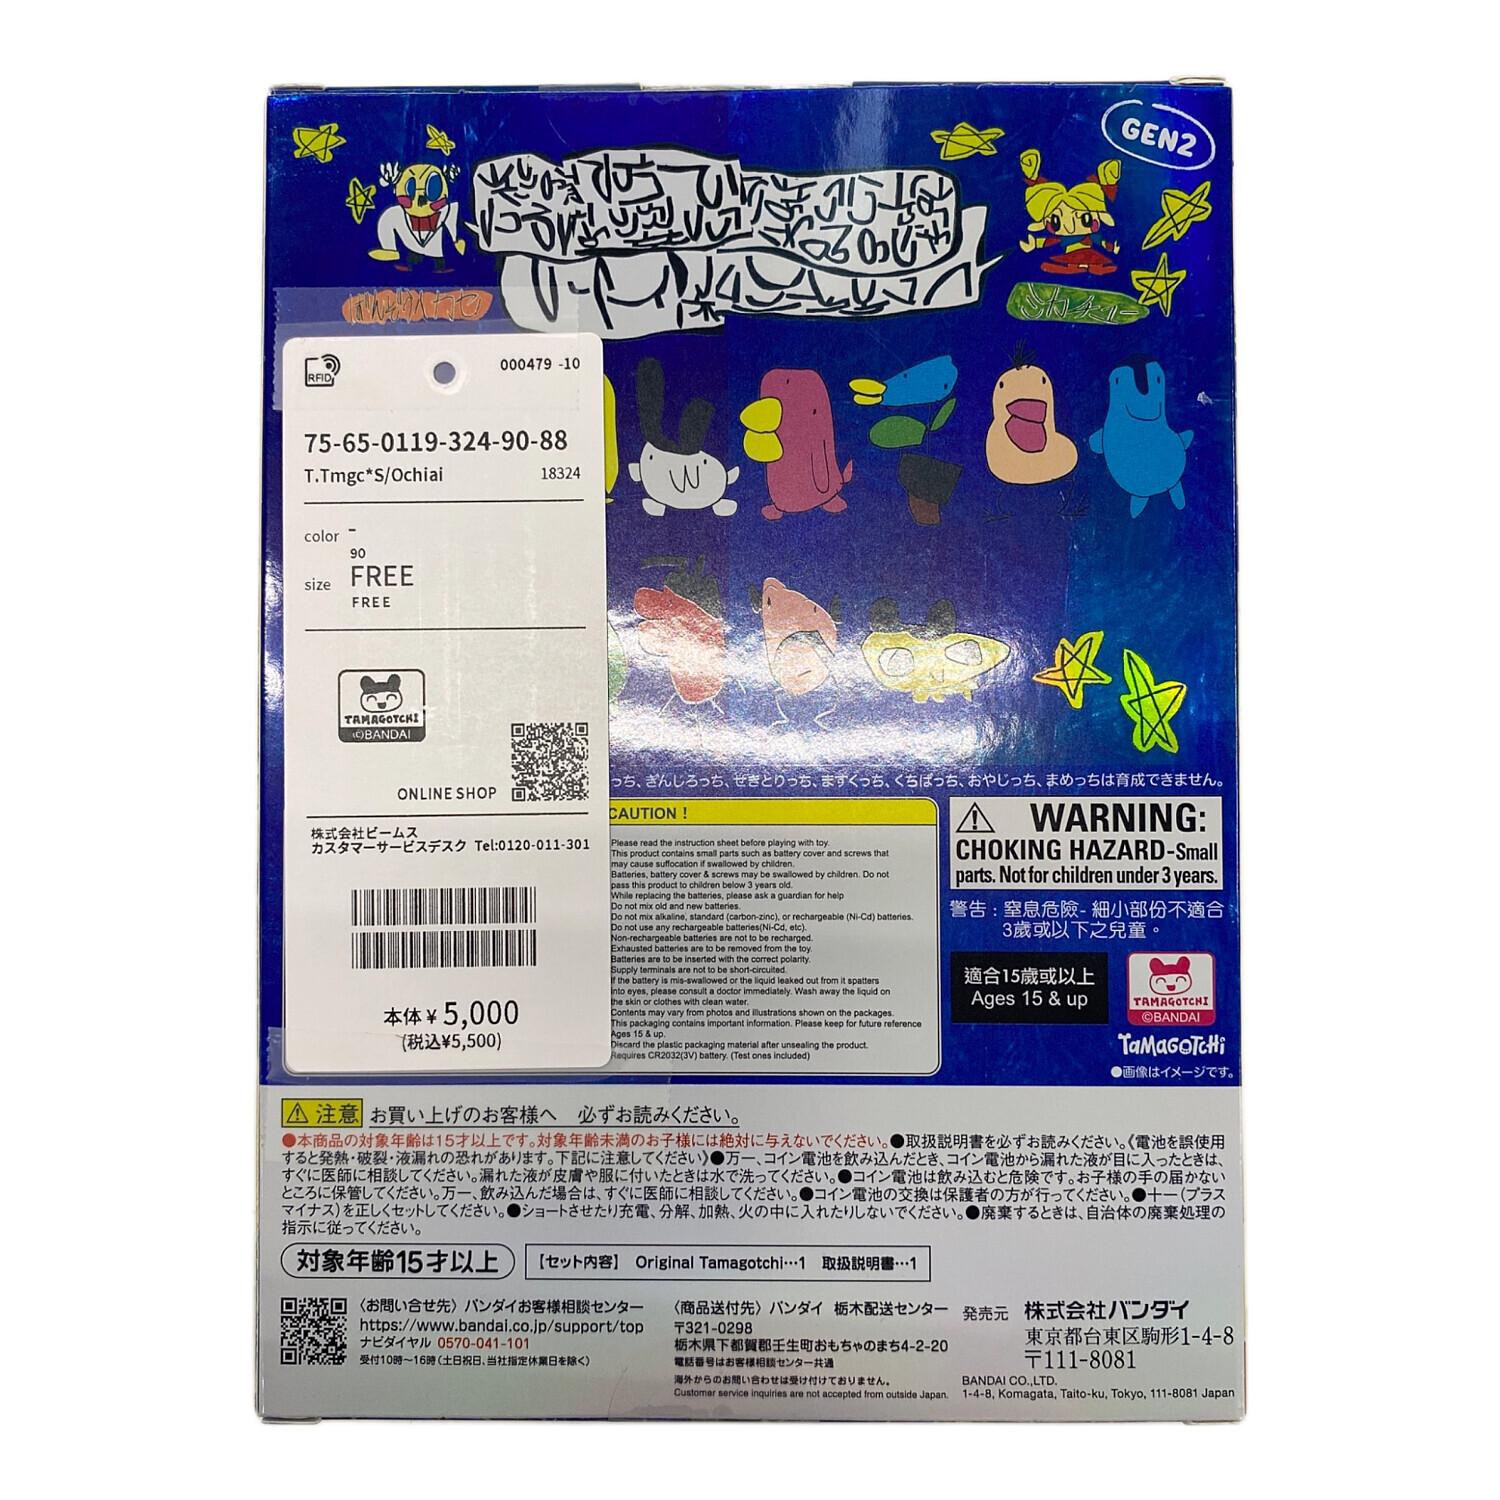 GEN2
RFID
000479 -10
75-65-0119-324-90-88
T.Tmgc*S/Ochiai 18324
color -
90
size FREE
FREE
TAMAGOTCHI
©BANDAI
ONLINE SHOP
株式会社ビームス
カスタマーサービスデスク Tel:0120-011-301
本体¥5,000
(税込¥5,500)
っち、ぎんじろっち、せきとりっち、ますくっち、くちぱっち、おやじっち、まめっちは育成できません。
CAUTION !
Please read the instruction sheet before playing with toy.
This product contains small parts such as battery cover and screws that
may cause suffocation if swallowed by children.
Batteries, battery cover & screws may be swallowed by children. Do not
pass this product to children below 3 years old.
While replacing the batteries, please ask a guardian for help
Do not mix old and new batteries.
Do not mix alkaline, standard (carbon-zinc), or rechargeable (Ni-Cd) batteries.
Do not use any rechargeable batteries(Ni-Cd, etc).
Non-rechargeable batteries are not to be recharged.
Exhausted batteries are to be removed from the toy.
Batteries are to be inserted with the correct polarity.
Supply terminals are not to be short-circuited.
If the battery is mis-swallowed or the liquid leaked out from it spatters
into eyes, please consult a doctor immediately. Wash away the liquid on
the skin or clothes with clean water.
Contents may vary from photos and illustrations shown on the packages.
This packaging contains important information. Please keep for future reference
Ages 15 & up.
Discard the plastic packaging material after unsealing the product.
Requires CR2032(3V) battery. (Test ones included)
WARNING:
CHOKING HAZARD-Small
parts. Not for children under 3 years.
警告 : 窒息危險- 細小部份不適合
3歲或以下之兒童。
適合15歲或以上
Ages 15 & up
TAMAGOTCHI
©BANDAI
TaMaGoTCHi
●画像はイメージです。
注意 お買い上げのお客様へ 必ずお読みください。
●本商品の対象年齢は15才以上です。対象年齢未満のお子様には絶対に与えないでください。●取扱説明書を必ずお読みください。《電池を誤使用
すると発熱・破裂・液漏れの恐れがあります。下記に注意してください》●万一、コイン電池を飲み込んだとき、コイン電池から漏れた液が目に入ったときは、
すぐに医師に相談してください。漏れた液が皮膚や服に付いたときは水で洗ってください。●コイン電池は飲み込むと危険です。お子様の手の届かない
ところに保管してください。万一、飲み込んだ場合は、すぐに医師に相談してください。●コイン電池の交換は保護者の方が行ってください。●+-(プラス
マイナス)を正しくセットしてください。●ショートさせたり充電、分解、加熱、火の中に入れたりしないでください。●廃棄するときは、自治体の廃棄処理の
指示に従ってください。
対象年齢15才以上
【セット内容】 Original Tamagotchi…1 取扱説明書…1
〈お問い合せ先〉バンダイお客様相談センター
https://www.bandai.co.jp/support/top
ナビダイヤル 0570-041-101
受付10時〜16時(土日祝日、当社指定休業日を除く)
〈商品送付先〉バンダイ 栃木配送センター
〒321-0298
栃木県下都賀郡壬生町おもちゃのまち4-2-20
電話番号はお客様相談センター共通
海外からのお問い合わせは受け付けておりません。
Customer service inquiries are not accepted from outside Japan.
発売元 株式会社バンダイ
東京都台東区駒形1-4-8
〒111-8081
BANDAI CO.,LTD.
1-4-8, Komagata, Taito-ku, Tokyo, 111-8081 Japan